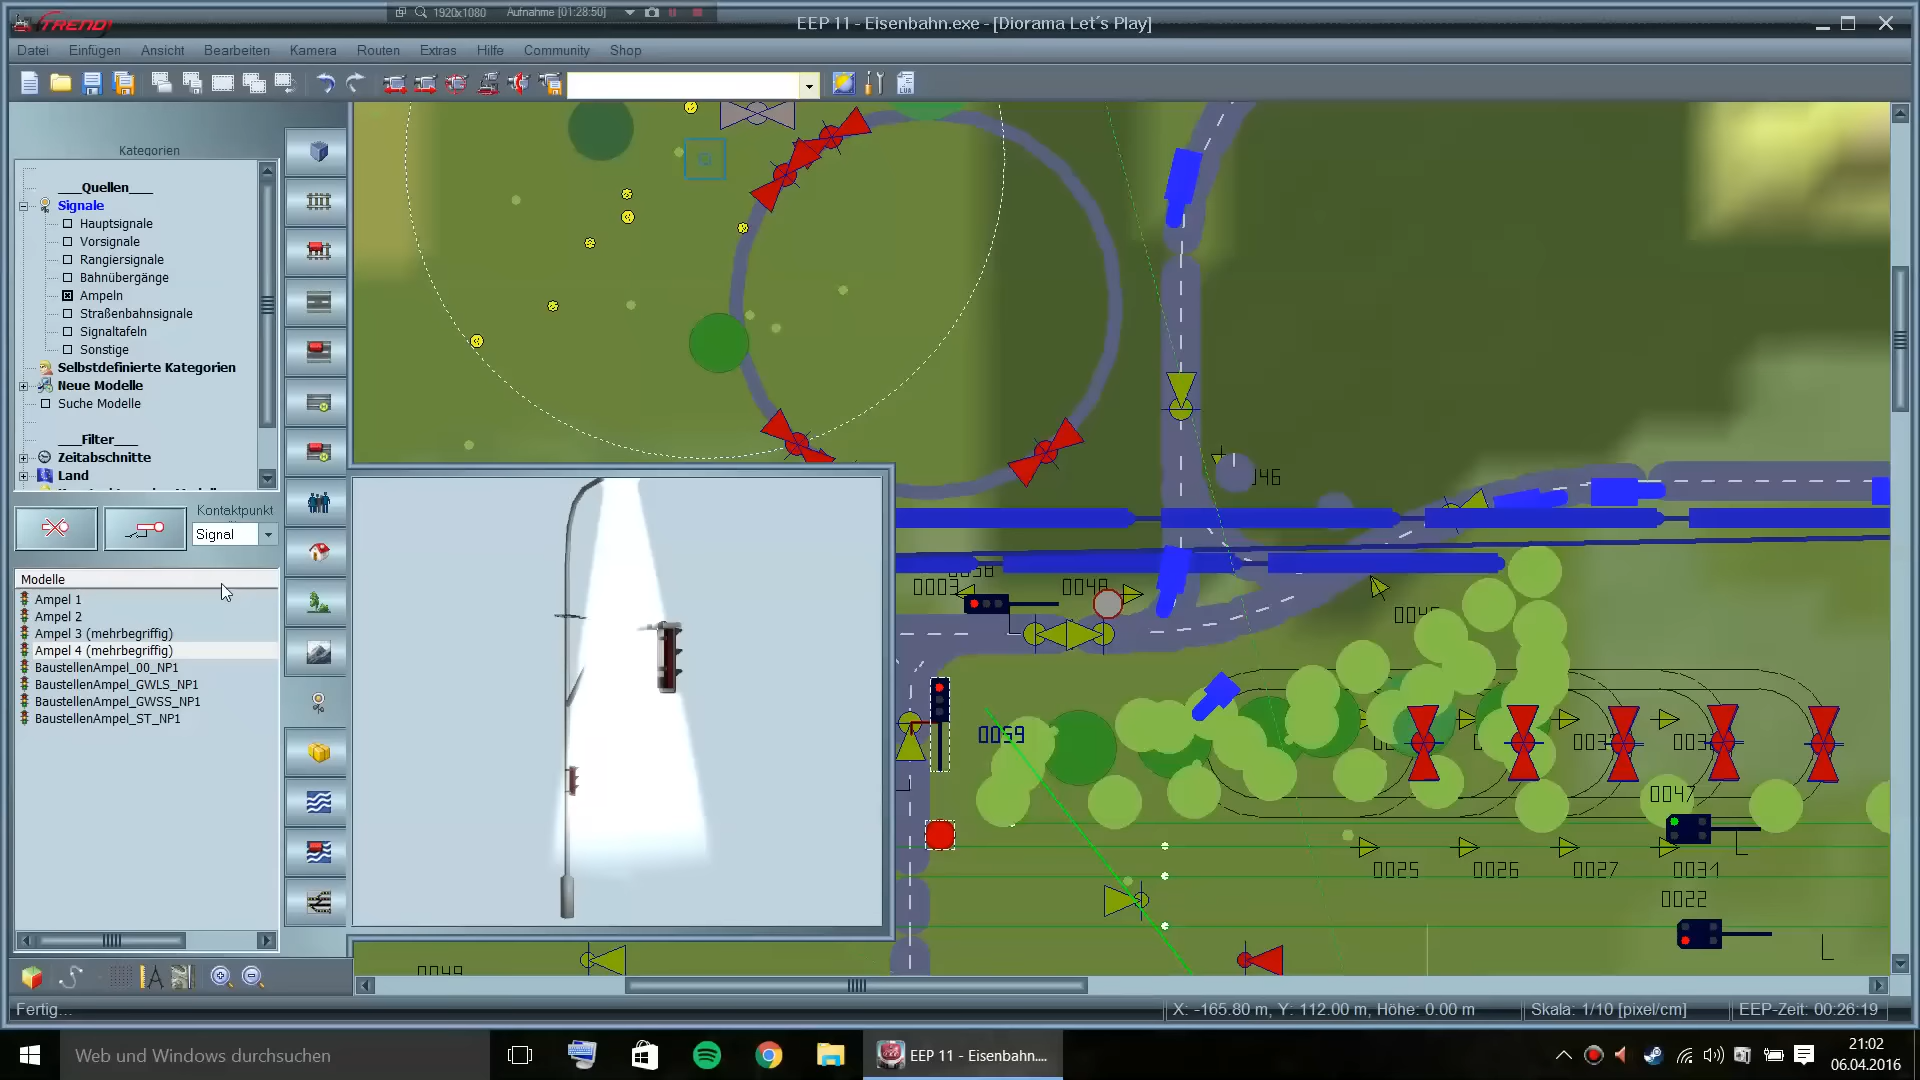 1920x1080 Aufnahme [01:28:50]
TREND
EEP 11 - Eisenbahn.exe - [Diorama Let´s Play]
Datei Einfügen Ansicht Bearbeiten Kamera Routen Extras Hilfe Community Shop
LUA
Kategorien
___Quellen___
Signale
Hauptsignale
Vorsignale
Rangiersignale
Bahnübergänge
Ampeln
Straßenbahnsignale
Signaltafeln
Sonstige
Selbstdefinierte Kategorien
Neue Modelle
Suche Modelle
___Filter___
Zeitabschnitte
Land
Kontaktpunkt
Signal
Modelle
Ampel 1
Ampel 2
Ampel 3 (mehrbegriffig)
Ampel 4 (mehrbegriffig)
BaustellenAmpel_00_NP1
BaustellenAmpel_GWLS_NP1
BaustellenAmpel_GWSS_NP1
BaustellenAmpel_ST_NP1
0003
0048
0059
0047
0025
0026
0027
0031
0022
0049
Fertig...
X: -165.80 m, Y: 112.00 m, Höhe: 0.00 m
Skala: 1/10 [pixel/cm]
EEP-Zeit: 00:26:19
Web und Windows durchsuchen
EEP 11 - Eisenbahn....
21:02
06.04.2016